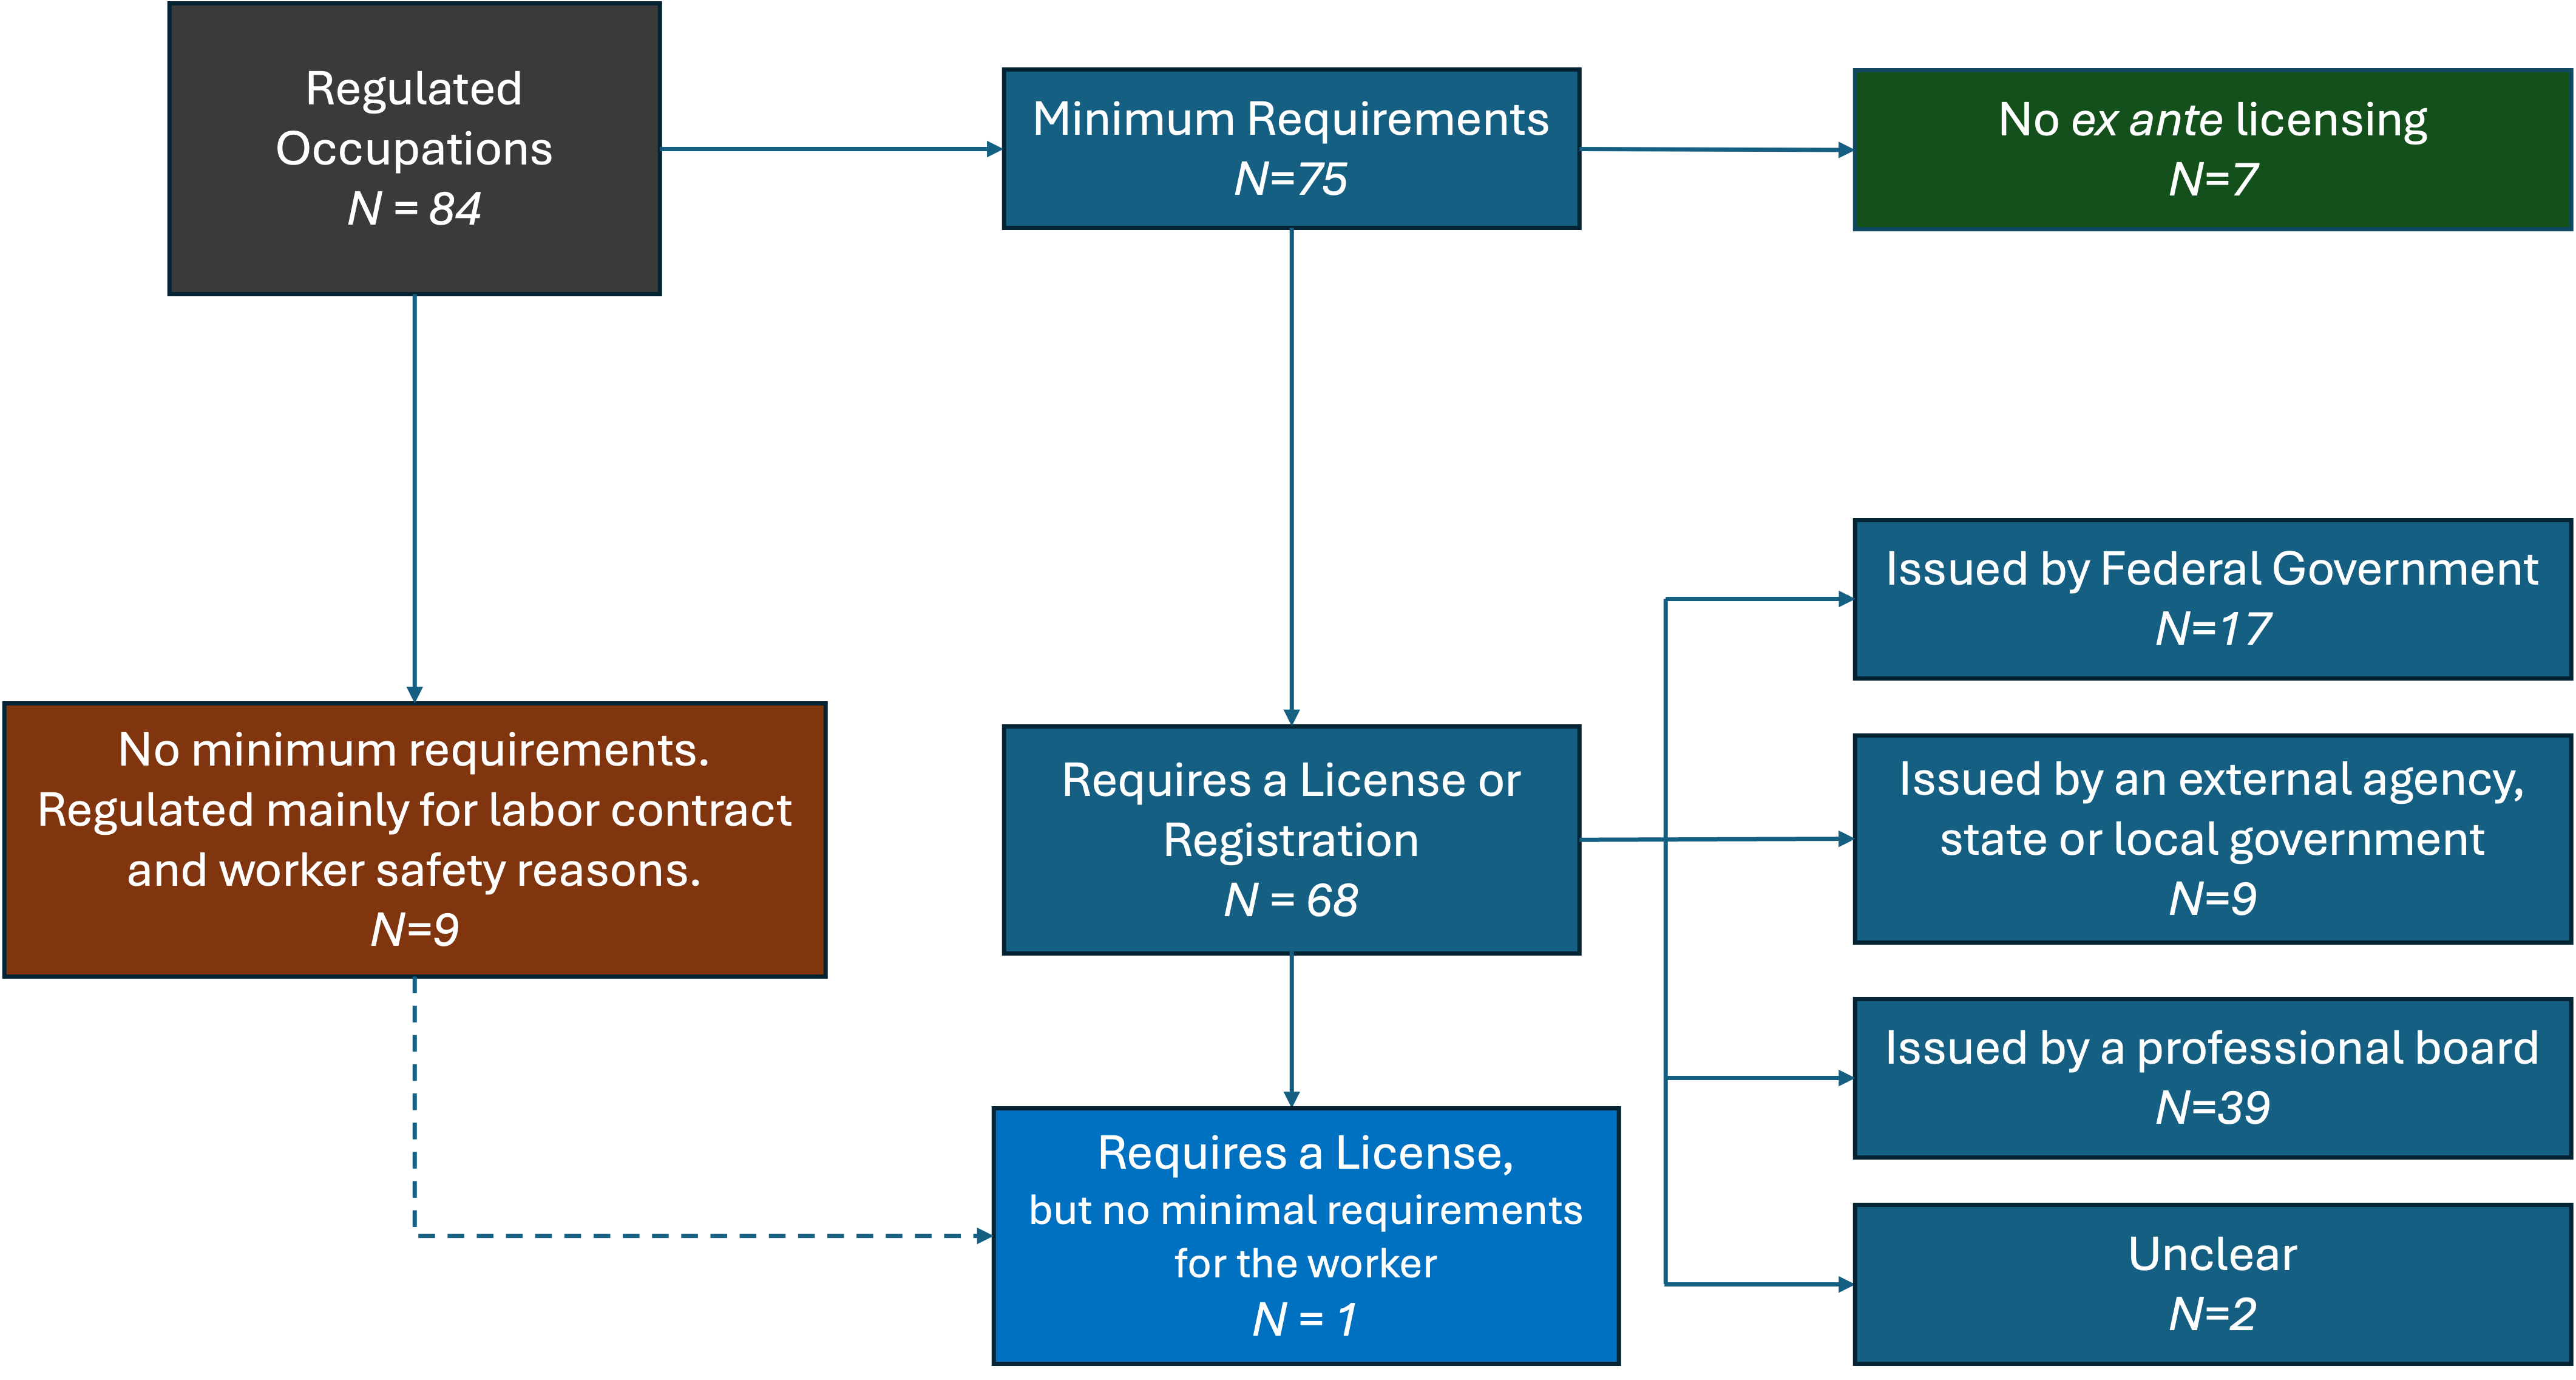 Regulated
Occupations
N = 84
Minimum Requirements
N=75
No ex ante licensing
N=7
No minimum requirements.
Regulated mainly for labor contract
and worker safety reasons.
N=9
Requires a License or
Registration
N = 68
Requires a License,
but no minimal requirements
for the worker
N = 1
Issued by Federal Government
N=17
Issued by an external agency,
state or local government
N=9
Issued by a professional board
N=39
Unclear
N=2